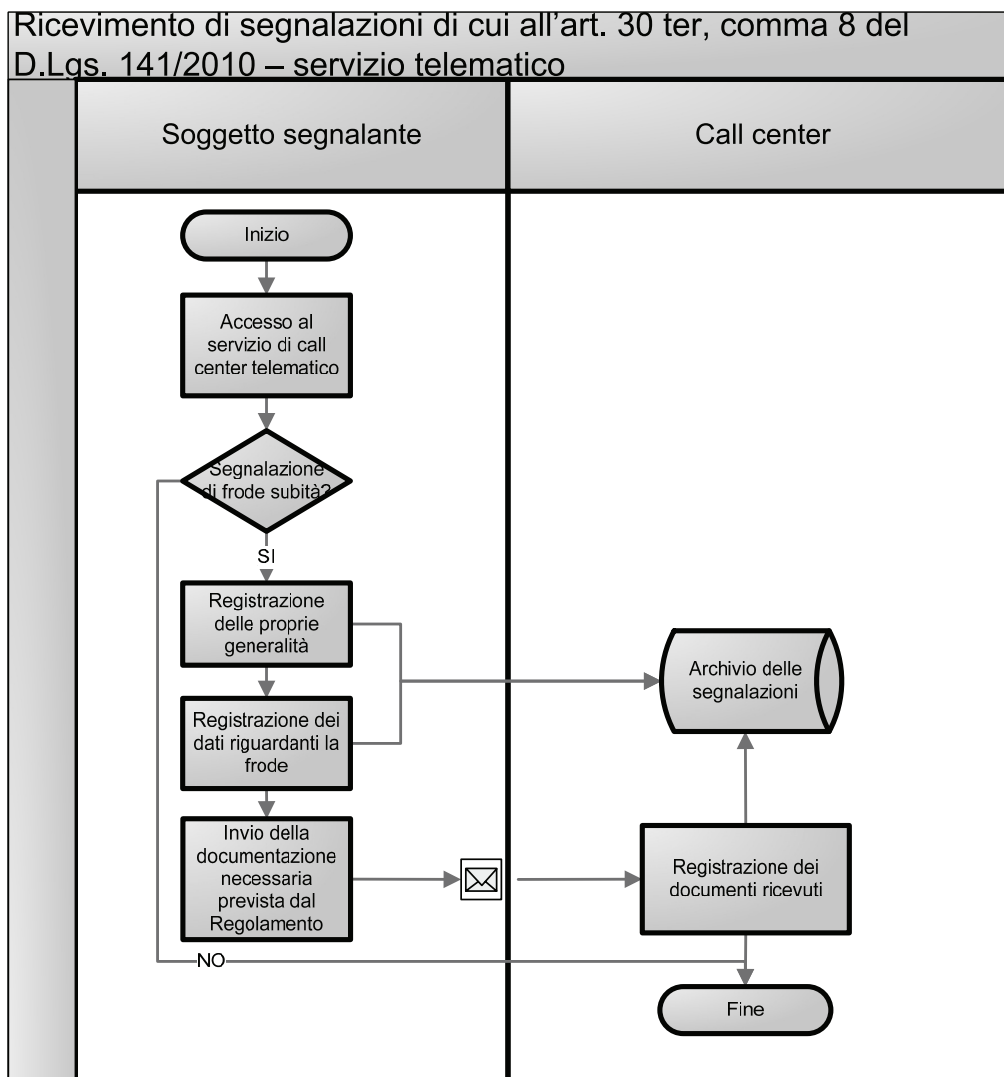 Ricevimento di segnalazioni di cui all'art. 30 ter, comma 8 del
D.Lgs. 141/2010 – servizio telematico
Soggetto segnalante
Call center
Inizio
Accesso al
servizio di call
center telematico
Segnalazione
di frode subità?
SI
Registrazione
delle proprie
generalità
Archivio delle
segnalazioni
Registrazione dei
dati riguardanti la
frode
Invio della
documentazione
necessaria
prevista dal
Regolamento
Registrazione dei
documenti ricevuti
NO
Fine